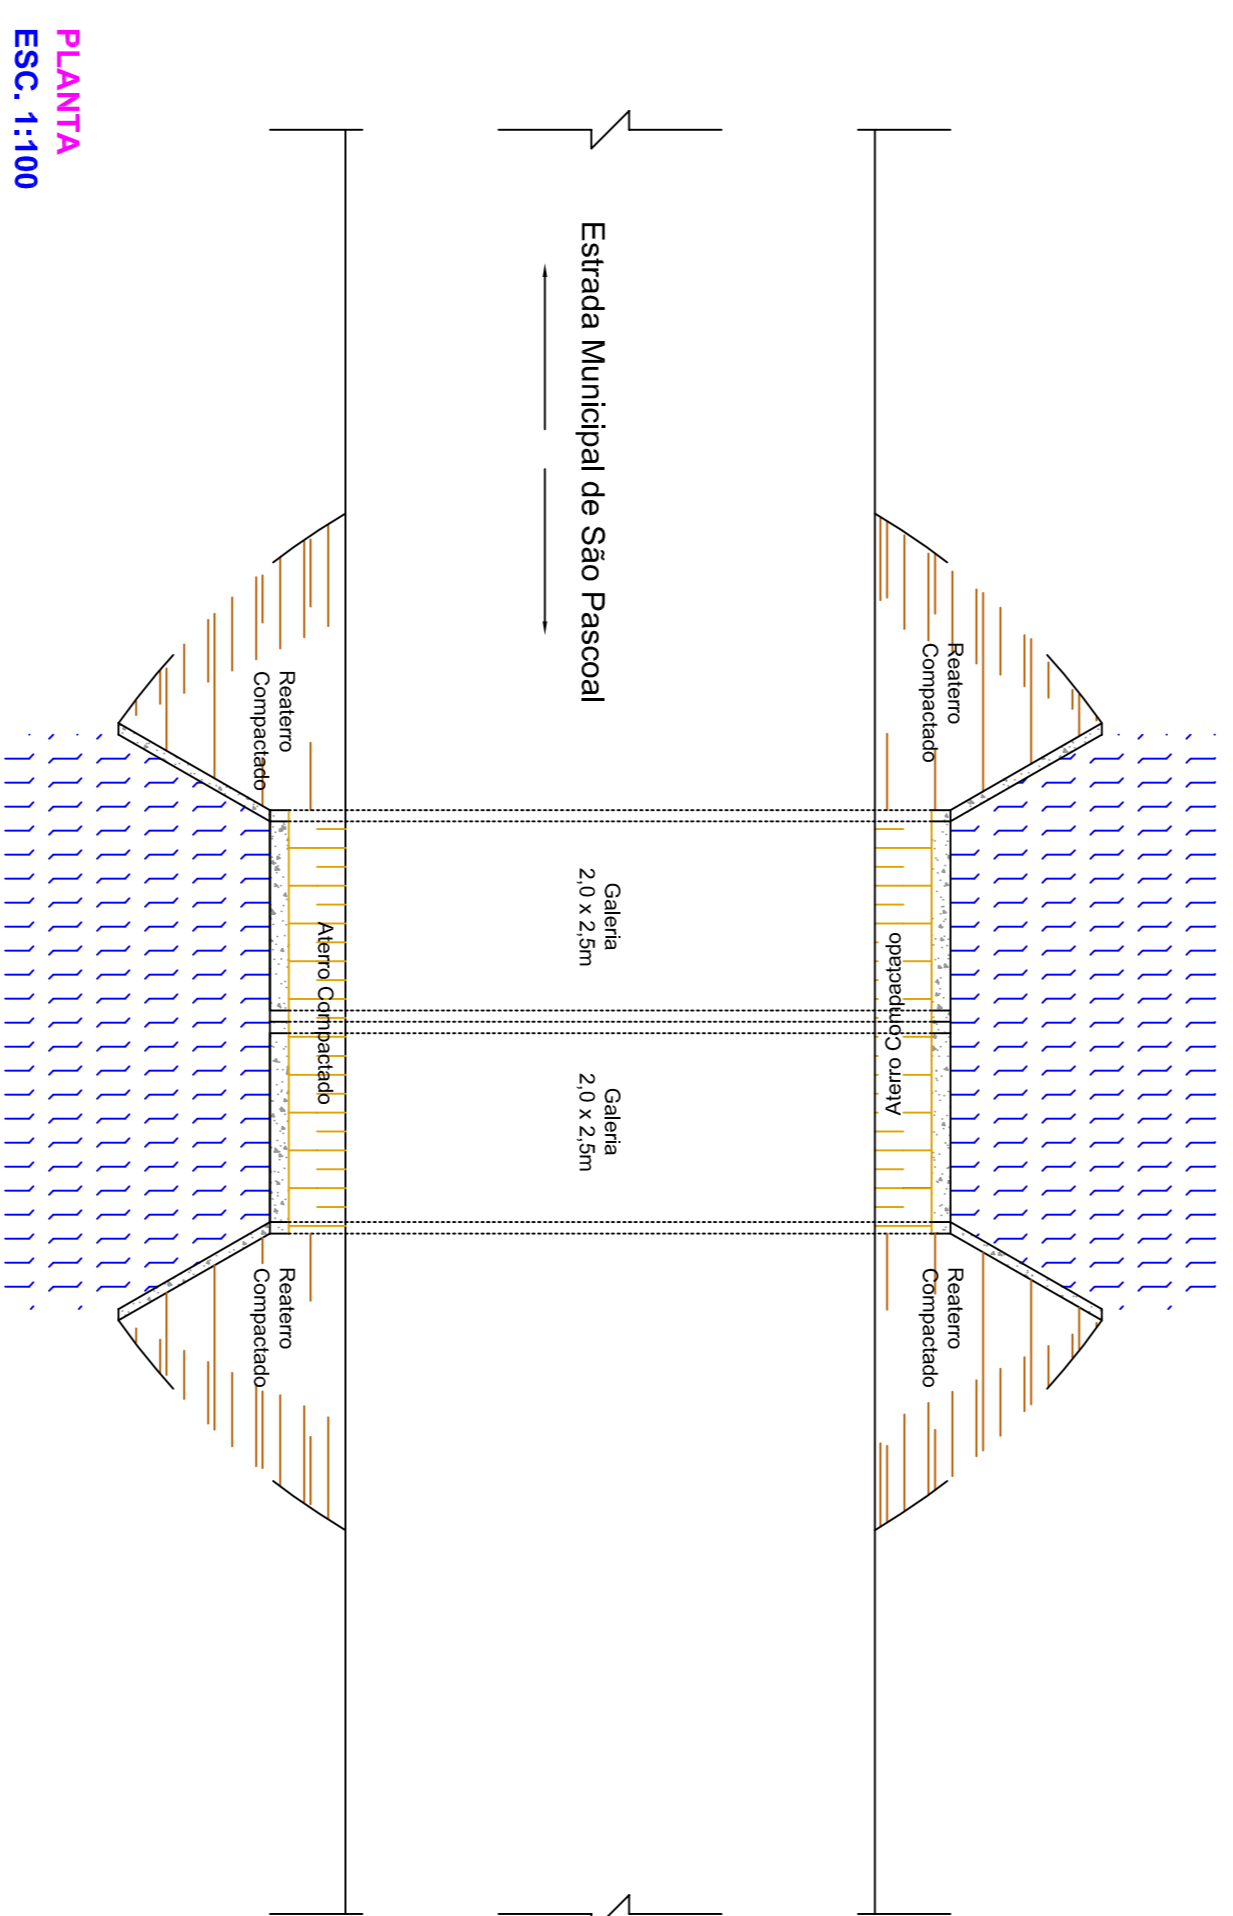 Reaterro
Compactado
Reaterro
Compactado
Aterro Compactado
Estrada Municipal de São Pascoal
Galeria
2,0 x 2,5m
Galeria
2,0 x 2,5m
Aterro Compactado
Reaterro
Compactado
Reaterro
Compactado
PLANTA
ESC. 1:100